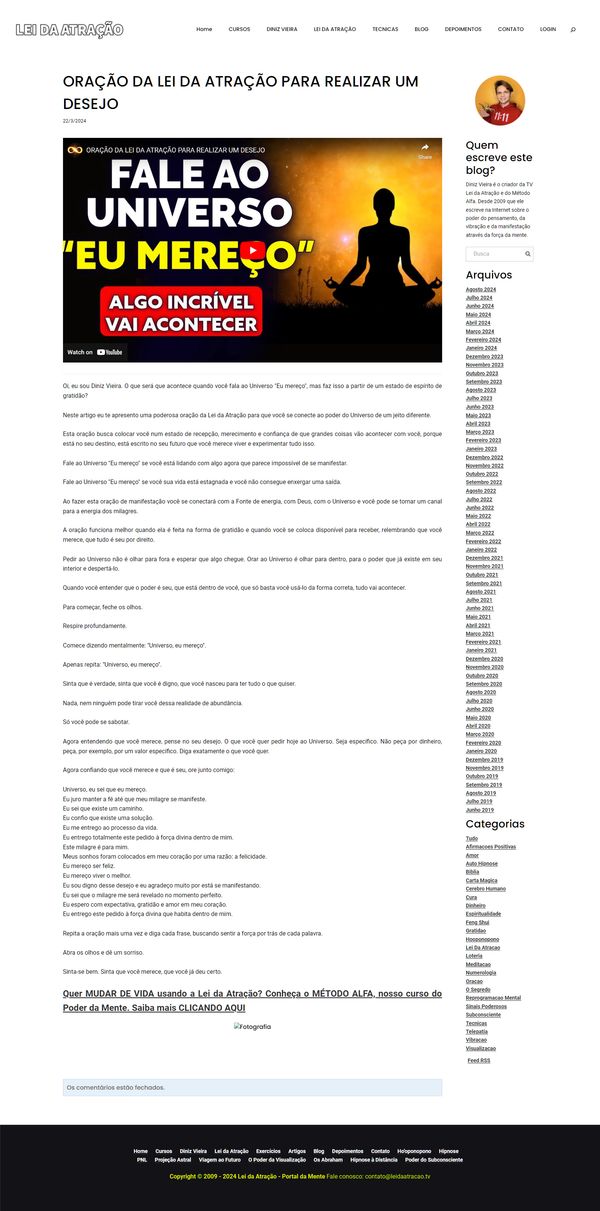 LEI DA ATRAÇÃO
Home CURSOS DINIZ VIEIRA LEI DA ATRAÇÃO TECNICAS BLOG DEPOIMENTOS CONTATO LOGIN
ORAÇÃO DA LEI DA ATRAÇÃO PARA REALIZAR UM
DESEJO
22/3/2024
ORAÇÃO DA LEI DA ATRAÇÃO PARA REALIZAR UM DESEJO
Share
FALE AO
UNIVERSO
“EU MEREÇO”
ALGO INCRÍVEL
VAI ACONTECER
Watch on YouTube
Oi, eu sou Diniz Vieira. O que será que acontece quando você fala ao Universo "Eu mereço", mas faz isso a partir de um estado de espírito de
gratidão?
Neste artigo eu te apresento uma poderosa oração da Lei da Atração para que você se conecte ao poder do Universo de um jeito diferente.
Esta oração busca colocar você num estado de recepção, merecimento e confiança de que grandes coisas vão acontecer com você, porque
está no seu destino, está escrito no seu futuro que você merece viver e experimentar tudo isso.
Fale ao Universo "Eu mereço" se você está lidando com algo agora que parece impossível de se manifestar.
Fale ao Universo "Eu mereço" se você sua vida está estagnada e você não consegue enxergar uma saída.
Ao fazer esta oração de manifestação você se conectará com a Fonte de energia, com Deus, com o Universo e você pode se tornar um canal
para a energia dos milagres.
A oração funciona melhor quando ela é feita na forma de gratidão e quando você se coloca disponível para receber, relembrando que você
merece, que tudo é seu por direito.
Pedir ao Universo não é olhar para fora e esperar que algo chegue. Orar ao Universo é olhar para dentro, para o poder que já existe em seu
interior e despertá-lo.
Quando você entender que o poder é seu, que está dentro de você, que só basta você usá-lo da forma correta, tudo vai acontecer.
Para começar, feche os olhos.
Respire profundamente.
Comece dizendo mentalmente: "Universo, eu mereço".
Apenas repita: "Universo, eu mereço".
Sinta que é verdade, sinta que você é digno, que você nasceu para ter tudo o que quiser.
Nada, nem ninguém pode tirar você dessa realidade de abundância.
Só você pode se sabotar.
Agora entendendo que você merece, pense no seu desejo. O que você quer pedir hoje ao Universo. Seja específico. Não peça por dinheiro,
peça, por exemplo, por um valor específico. Diga exatamente o que você quer.
Agora confiando que você merece e que é seu, ore junto comigo:
Universo, eu sei que eu mereço.
Eu juro manter a fé até que meu milagre se manifeste.
Eu sei que existe um caminho.
Eu confio que existe uma solução.
Eu me entrego ao processo da vida.
Eu entrego totalmente este pedido à força divina dentro de mim.
Este milagre é para mim.
Meus sonhos foram colocados em meu coração por uma razão: a felicidade.
Eu mereço ser feliz.
Eu mereço viver o melhor.
Eu sou digno desse desejo e eu agradeço muito por está se manifestando.
Eu sei que o milagre me será revelado no momento perfeito.
Eu espero com expectativa, gratidão e amor em meu coração.
Eu entrego este pedido à força divina que habita dentro de mim.
Repita a oração mais uma vez e diga cada frase, buscando sentir a força por trás de cada palavra.
Abra os olhos e dê um sorriso.
Sinta-se bem. Sinta que você merece, que você já deu certo.
Quer MUDAR DE VIDA usando a Lei da Atração? Conheça o MÉTODO ALFA, nosso curso do
Poder da Mente. Saiba mais CLICANDO AQUI
Fotografia
Os comentários estão fechados.
11:11
Quem
escreve este
blog?
Diniz Vieira é o criador da TV
Lei da Atração e do Método
Alfa. Desde 2009 que ele
escreve na Internet sobre o
poder do pensamento, da
vibração e da manifestação
através da força da mente.
Busca
Arquivos
Agosto 2024
Julho 2024
Junho 2024
Maio 2024
Abril 2024
Março 2024
Fevereiro 2024
Janeiro 2024
Dezembro 2023
Novembro 2023
Outubro 2023
Setembro 2023
Agosto 2023
Julho 2023
Junho 2023
Maio 2023
Abril 2023
Março 2023
Fevereiro 2023
Janeiro 2023
Dezembro 2022
Novembro 2022
Outubro 2022
Setembro 2022
Agosto 2022
Julho 2022
Junho 2022
Maio 2022
Abril 2022
Março 2022
Fevereiro 2022
Janeiro 2022
Dezembro 2021
Novembro 2021
Outubro 2021
Setembro 2021
Agosto 2021
Julho 2021
Junho 2021
Maio 2021
Abril 2021
Março 2021
Fevereiro 2021
Janeiro 2021
Dezembro 2020
Novembro 2020
Outubro 2020
Setembro 2020
Agosto 2020
Julho 2020
Junho 2020
Maio 2020
Abril 2020
Março 2020
Fevereiro 2020
Janeiro 2020
Dezembro 2019
Novembro 2019
Outubro 2019
Setembro 2019
Agosto 2019
Julho 2019
Junho 2019
Categorias
Tudo
Afirmacoes Positivas
Amor
Auto Hipnose
Biblia
Carta Magica
Cerebro Humano
Cura
Dinheiro
Espiritualidade
Feng Shui
Gratidao
Hooponopono
Lei Da Atracao
Loteria
Meditacao
Numerologia
Oracao
O Segredo
Reprogramacao Mental
Sinais Poderosos
Subconsciente
Tecnicas
Telepatia
Vibracao
Visualizacao
Feed RSS
Home Cursos Diniz Vieira Lei da Atração Exercícios Artigos Blog Depoimentos Contato Ho'oponopono Hipnose
PNL Projeção Astral Viagem ao Futuro O Poder da Visualização Os Abraham Hipnose à Distância Poder do Subconsciente
Copyright © 2009 - 2024 Lei da Atração - Portal da Mente Fale conosco: contato@leidaatracao.tv